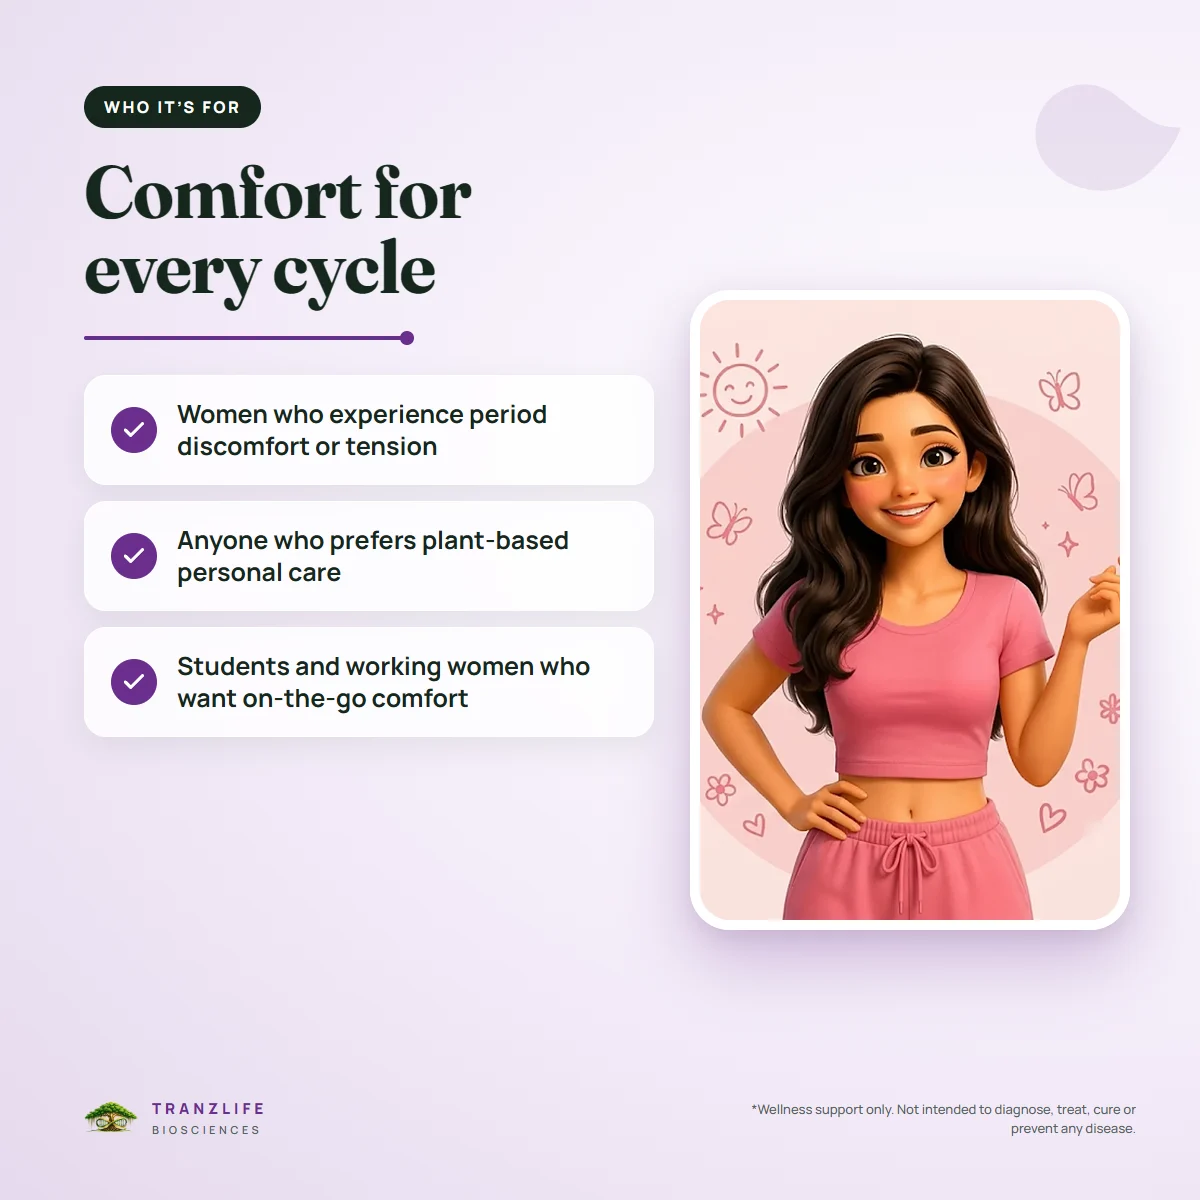 WHO IT’S FOR
Comfort for
every cycle
Women who experience period
discomfort or tension
Anyone who prefers plant-based
personal care
Students and working women who
want on-the-go comfort
TRANZLIFE
BIOSCIENCES
*Wellness support only. Not intended to diagnose, treat, cure or
prevent any disease.